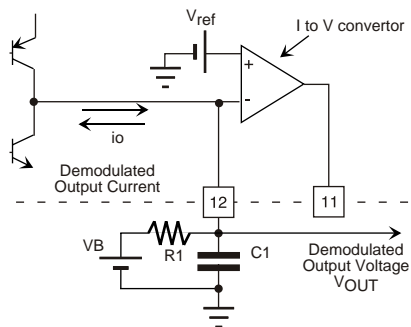 Vref
I to V convertor
+
-
io
Demodulated
Output Current
12
11
VB
R1
C1
Demodulated
Output Voltage
VOUT